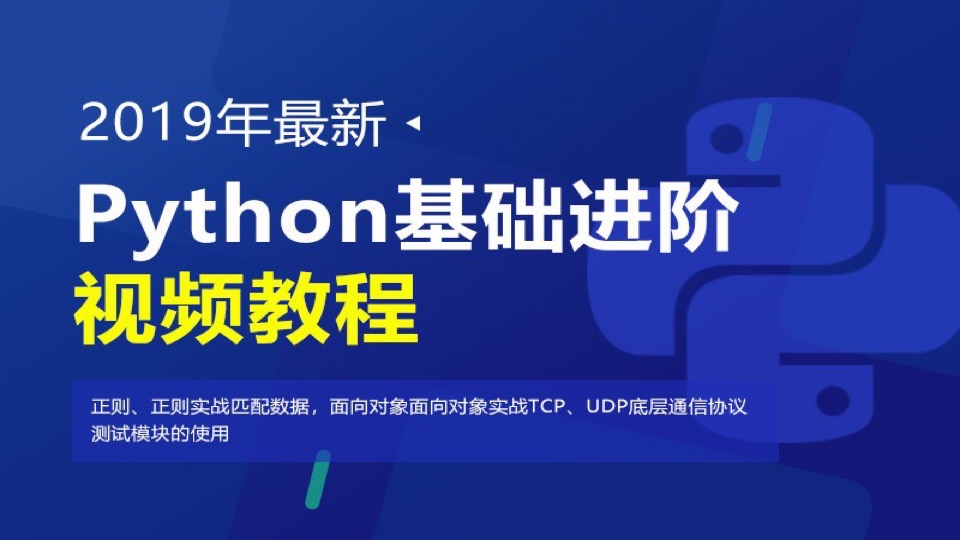 2019年最新
Python基础进阶
视频教程
正则、正则实战匹配数据，面向对象面向对象实战TCP、UDP底层通信协议
测试模块的使用